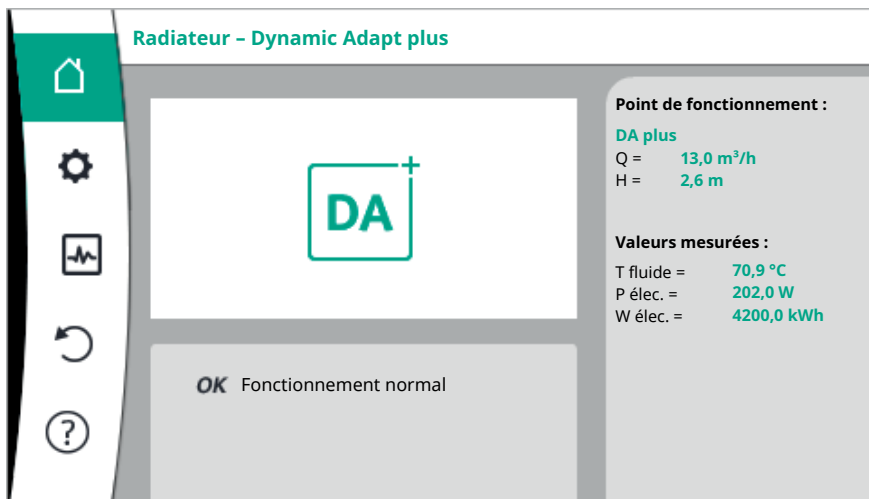 Radiateur – Dynamic Adapt plus
DA+
OK Fonctionnement normal
?
Point de fonctionnement :
DA plus
Q = 13,0 m³/h
H = 2,6 m
Valeurs mesurées :
T fluide = 70,9 °C
P élec. = 202,0 W
W élec. = 4200,0 kWh